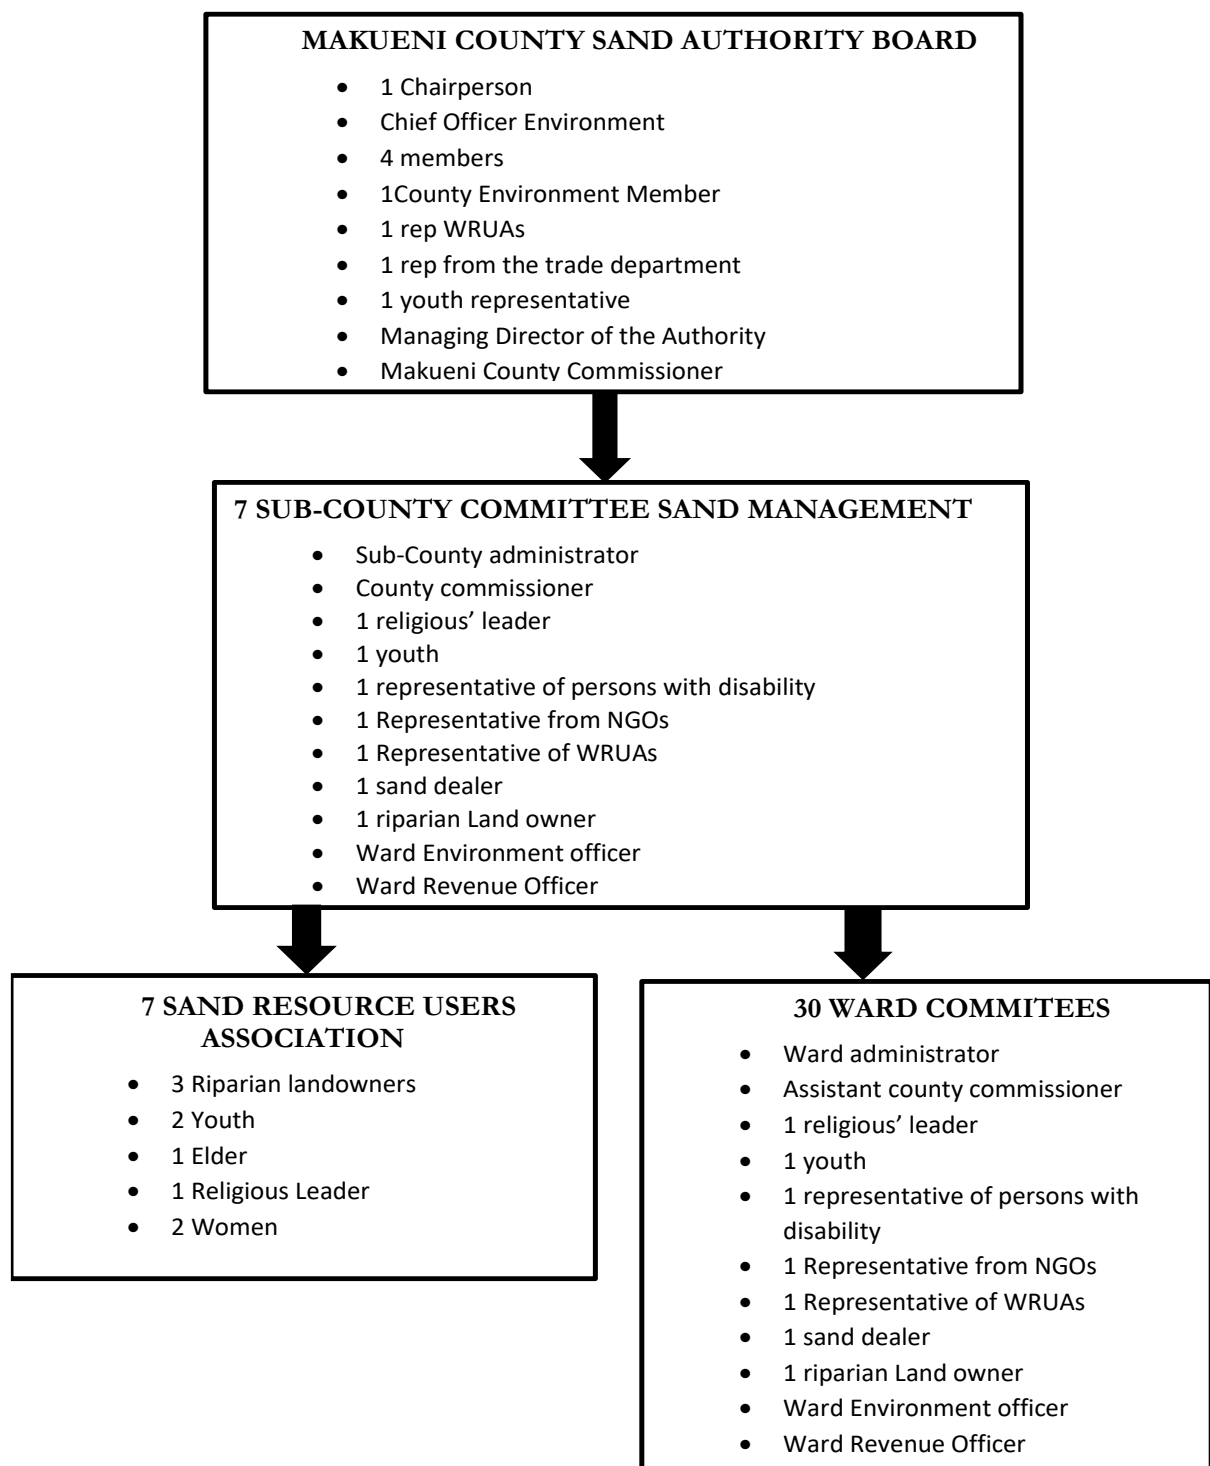 MAKUENI COUNTY SAND AUTHORITY BOARD
• 1 Chairperson
• Chief Officer Environment
• 4 members
• 1County Environment Member
• 1 rep WRUAs
• 1 rep from the trade department
• 1 youth representative
• Managing Director of the Authority
• Makueni County Commissioner
7 SUB-COUNTY COMMITTEE SAND MANAGEMENT
• Sub-County administrator
• County commissioner
• 1 religious’ leader
• 1 youth
• 1 representative of persons with disability
• 1 Representative from NGOs
• 1 Representative of WRUAs
• 1 sand dealer
• 1 riparian Land owner
• Ward Environment officer
• Ward Revenue Officer
7 SAND RESOURCE USERS
ASSOCIATION
• 3 Riparian landowners
• 2 Youth
• 1 Elder
• 1 Religious Leader
• 2 Women
30 WARD COMMITEES
• Ward administrator
• Assistant county commissioner
• 1 religious’ leader
• 1 youth
• 1 representative of persons with
disability
• 1 Representative from NGOs
• 1 Representative of WRUAs
• 1 sand dealer
• 1 riparian Land owner
• Ward Environment officer
• Ward Revenue Officer